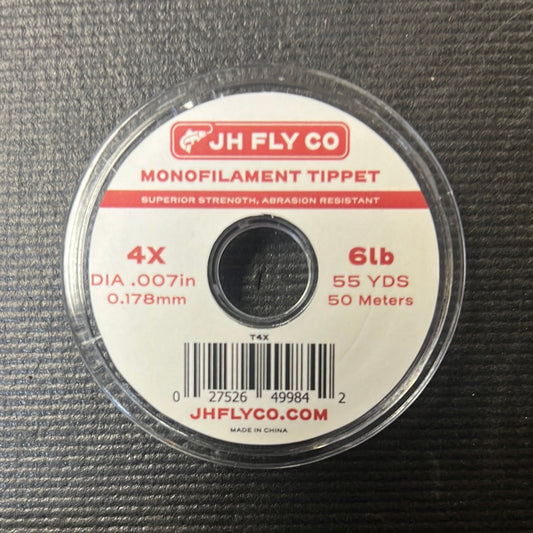 JH FLY CO
MONOFILAMENT TIPPET
SUPERIOR STRENGTH, ABRASION RESISTANT
4X
DIA .007in
0.178mm
6lb
55 YDS
50 Meters
T4X
0 27526 49984 2
JHFLYCO.COM
MADE IN CHINA